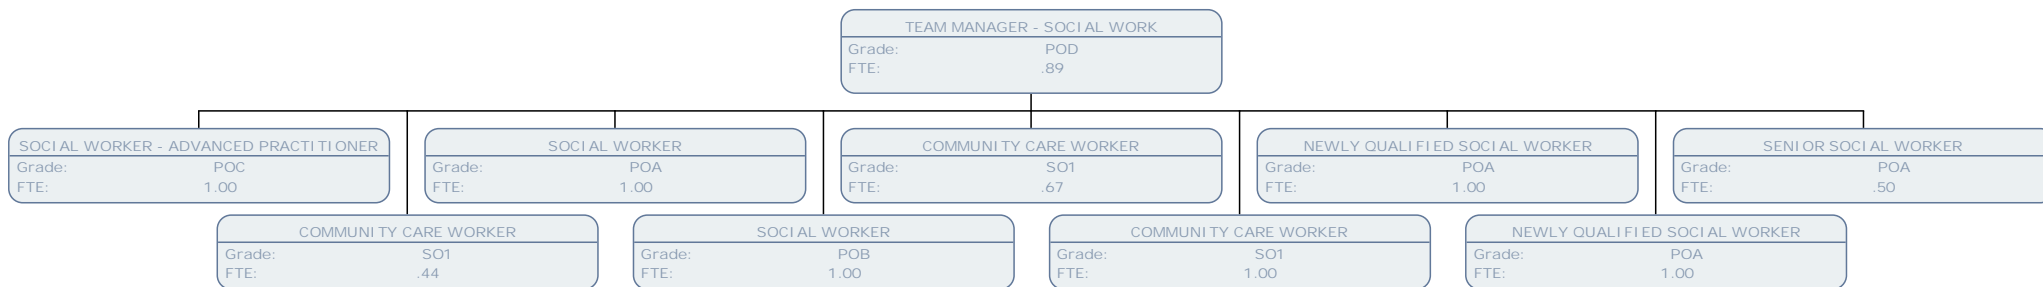 TEAM MANAGER - SOCIAL WORK
Grade: POD
FTE: .89
SOCIAL WORKER - ADVANCED PRACTITIONER
Grade: POC
FTE: 1.00
SOCIAL WORKER
Grade: POA
FTE: 1.00
COMMUNITY CARE WORKER
Grade: SO1
FTE: .67
NEWLY QUALIFIED SOCIAL WORKER
Grade: POA
FTE: 1.00
SENIOR SOCIAL WORKER
Grade: POA
FTE: .50
COMMUNITY CARE WORKER
Grade: SO1
FTE: .44
SOCIAL WORKER
Grade: POB
FTE: 1.00
COMMUNITY CARE WORKER
Grade: SO1
FTE: 1.00
NEWLY QUALIFIED SOCIAL WORKER
Grade: POA
FTE: 1.00